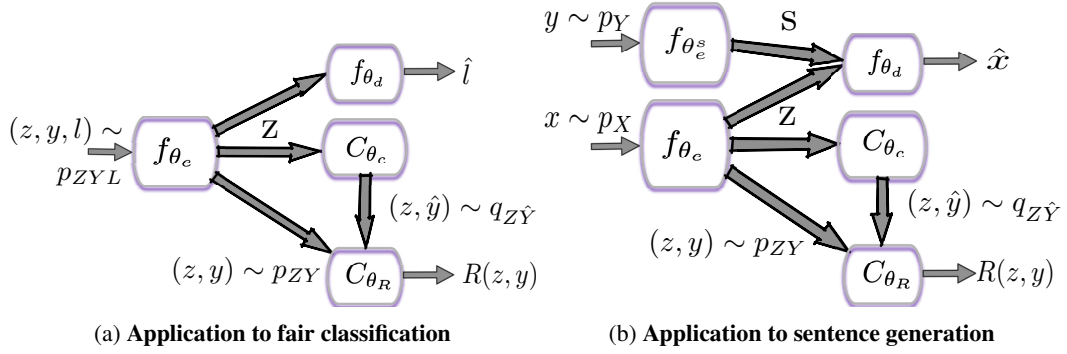 f_{θ_d}
l̂
(z, y, l) ∼
p_{ZYL}
f_{θ_e}
z
C_{θ_c}
(z, ŷ) ∼ q_{ZŶ}
(z, y) ∼ p_{ZY}
C_{θ_R}
R(z, y)
(a) Application to fair classification
y ∼ p_Y
f_{θ_e^s}
s
f_{θ_d}
x̂
x ∼ p_X
f_{θ_e}
z
C_{θ_c}
(z, ŷ) ∼ q_{ZŶ}
(z, y) ∼ p_{ZY}
C_{θ_R}
R(z, y)
(b) Application to sentence generation